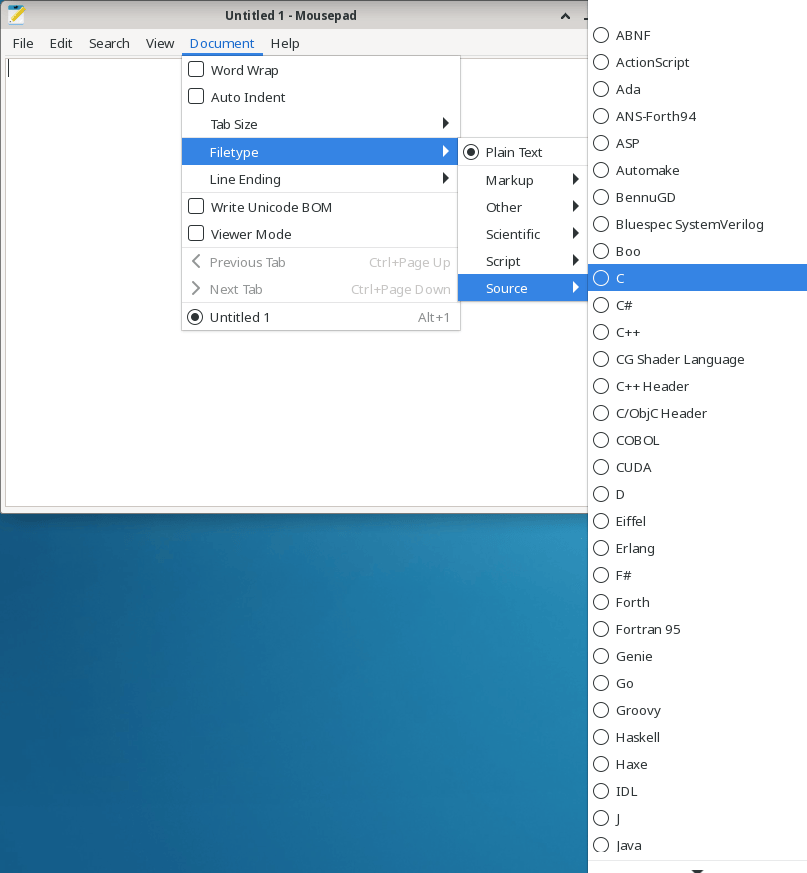 Untitled 1 - Mousepad
File Edit Search View Document Help
Word Wrap
Auto Indent
Tab Size
Filetype
Line Ending
Write Unicode BOM
Viewer Mode
Previous Tab Ctrl+Page Up
Next Tab Ctrl+Page Down
Untitled 1 Alt+1
Plain Text
Markup
Other
Scientific
Script
Source
ABNF
ActionScript
Ada
ANS-Forth94
ASP
Automake
BennuGD
Bluespec SystemVerilog
Boo
C
C#
C++
CG Shader Language
C++ Header
C/ObjC Header
COBOL
CUDA
D
Eiffel
Erlang
F#
Forth
Fortran 95
Genie
Go
Groovy
Haskell
Haxe
IDL
J
Java